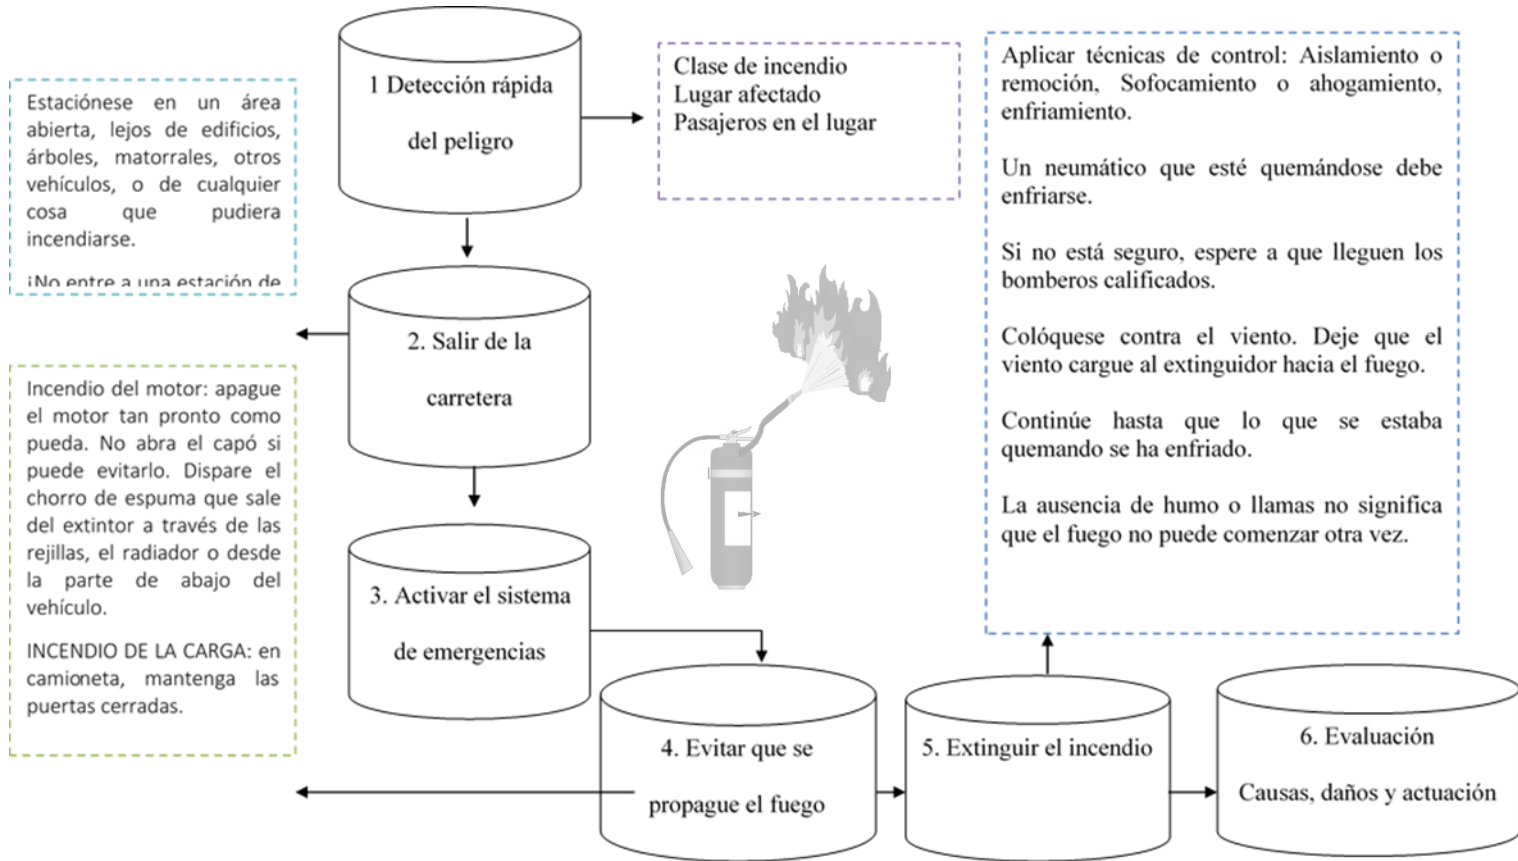 1 Detección rápida
del peligro
Clase de incendio
Lugar afectado
Pasajeros en el lugar
Estaciónese en un área
abierta, lejos de edificios,
árboles, matorrales, otros
vehículos, o de cualquier
cosa que pudiera
incendiarse.
¡No entre a una estación de
2. Salir de la
carretera
Incendio del motor: apague
el motor tan pronto como
pueda. No abra el capó si
puede evitarlo. Dispare el
chorro de espuma que sale
del extintor a través de las
rejillas, el radiador o desde
la parte de abajo del
vehículo.
INCENDIO DE LA CARGA: en
camioneta, mantenga las
puertas cerradas.
3. Activar el sistema
de emergencias
4. Evitar que se
propague el fuego
5. Extinguir el incendio
Aplicar técnicas de control: Aislamiento o
remoción, Sofocamiento o ahogamiento,
enfriamiento.
Un neumático que esté quemándose debe
enfriarse.
Si no está seguro, espere a que lleguen los
bomberos calificados.
Colóquese contra el viento. Deje que el
viento cargue al extinguidor hacia el fuego.
Continúe hasta que lo que se estaba
quemando se ha enfriado.
La ausencia de humo o llamas no significa
que el fuego no puede comenzar otra vez.
6. Evaluación
Causas, daños y actuación